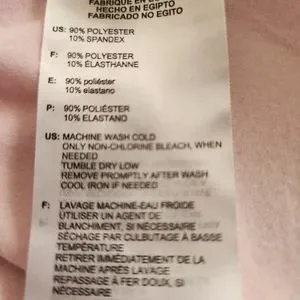 FABRIQUÉ EN E
HECHO EN EGIPTO
FABRICADO NO EGITO
US: 90% POLYESTER
10% SPANDEX
F: 90% POLYESTER
10% ÉLASTHANNE
E: 90% poliéster
10% elastano
P: 90% POLIÉSTER
10% ELASTANO
US: MACHINE WASH COLD
ONLY NON-CHLORINE BLEACH, WHEN
NEEDED
TUMBLE DRY LOW
REMOVE PROMPTLY AFTER WASH
COOL IRON IF NEEDED
F: LAVAGE MACHINE-EAU FROIDE
UTILISER UN AGENT DE
BLANCHIMENT, SI NÉCESSAIRE
SÉCHAGE PAR CULBUTAGE À BASSE
TEMPÉRATURE
RETIRER IMMÉDIATEMENT DE LA
MACHINE APRÈS LAVAGE
REPASSAGE À FER DOUX, SI
NÉCESSAIRE